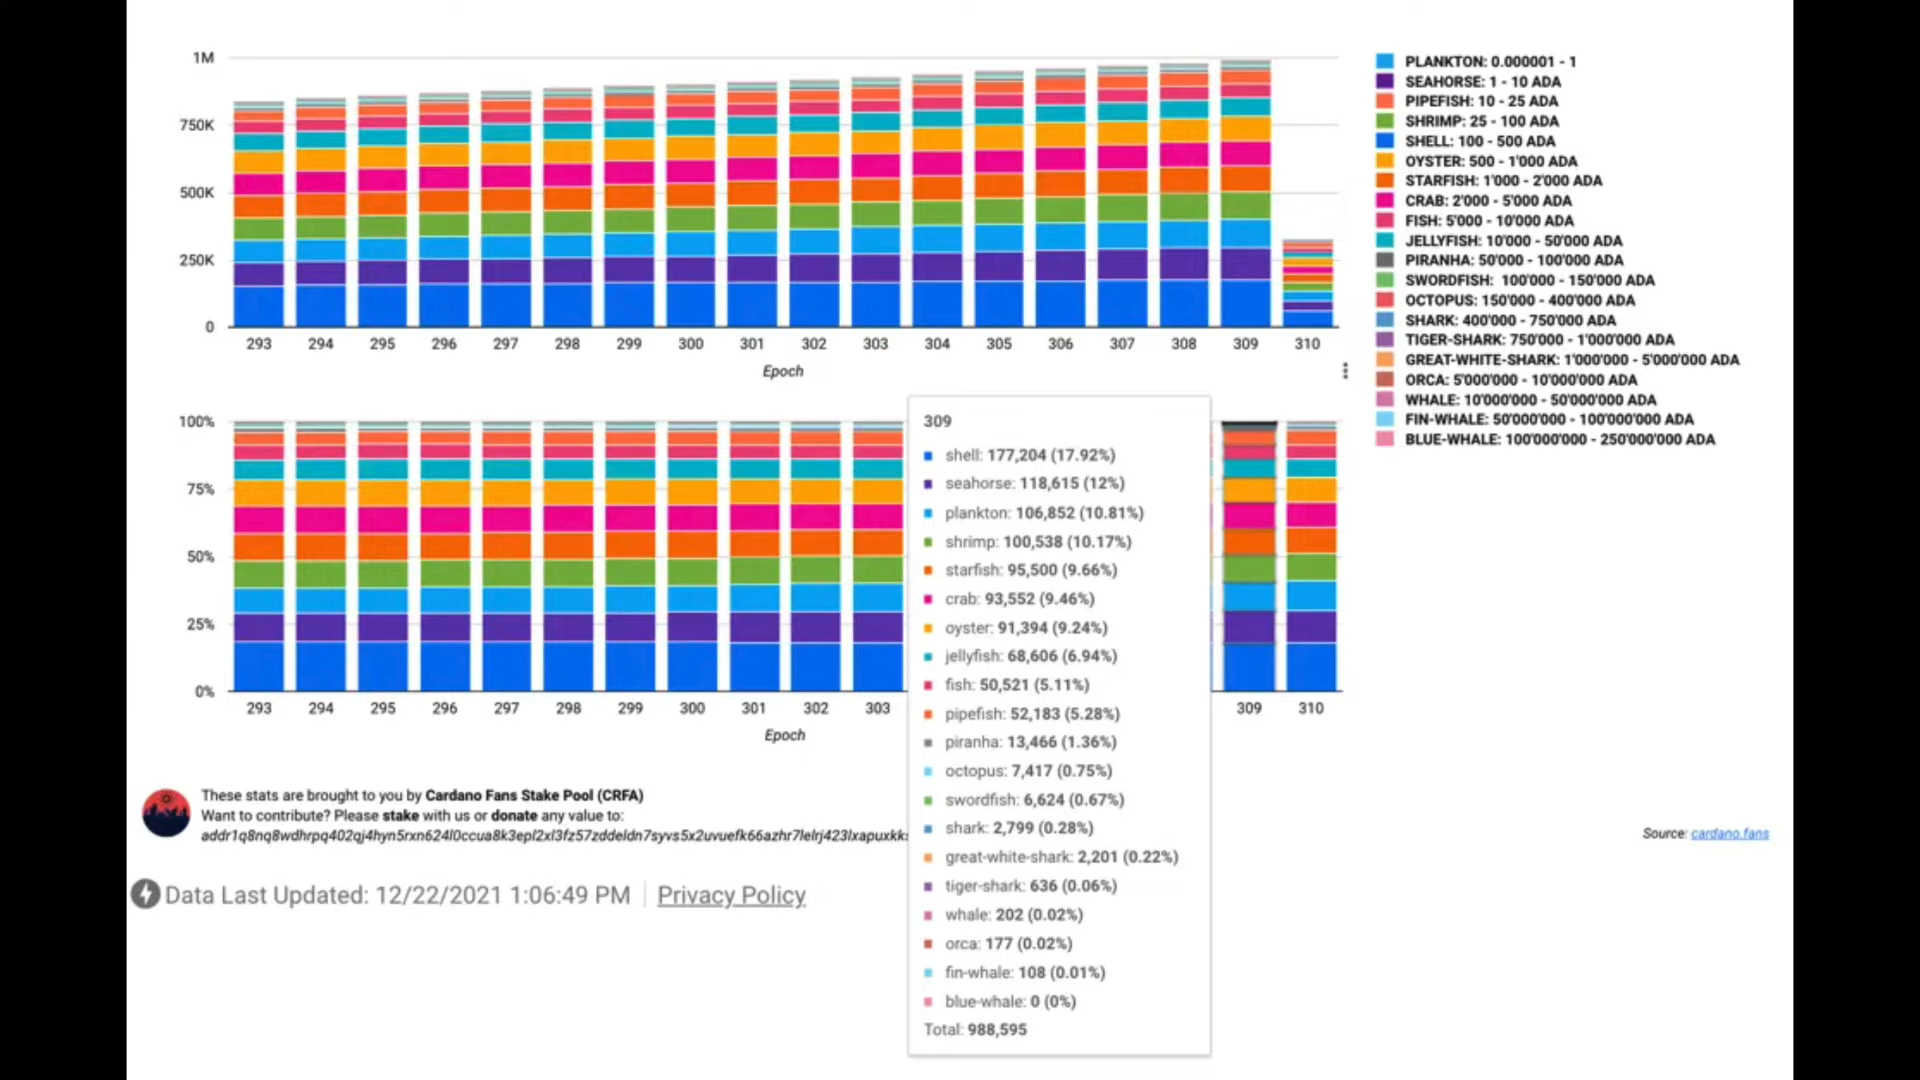 1M
750K
500K
250K
0
293 294 295 296 297 298 299 300 301 302 303 304 305 306 307 308 309 310
Epoch
PLANKTON: 0.000001 - 1
SEAHORSE: 1 - 10 ADA
PIPEFISH: 10 - 25 ADA
SHRIMP: 25 - 100 ADA
SHELL: 100 - 500 ADA
OYSTER: 500 - 1'000 ADA
STARFISH: 1'000 - 2'000 ADA
CRAB: 2'000 - 5'000 ADA
FISH: 5'000 - 10'000 ADA
JELLYFISH: 10'000 - 50'000 ADA
PIRANHA: 50'000 - 100'000 ADA
SWORDFISH: 100'000 - 150'000 ADA
OCTOPUS: 150'000 - 400'000 ADA
SHARK: 400'000 - 750'000 ADA
TIGER-SHARK: 750'000 - 1'000'000 ADA
GREAT-WHITE-SHARK: 1'000'000 - 5'000'000 ADA
ORCA: 5'000'000 - 10'000'000 ADA
WHALE: 10'000'000 - 50'000'000 ADA
FIN-WHALE: 50'000'000 - 100'000'000 ADA
BLUE-WHALE: 100'000'000 - 250'000'000 ADA
100%
75%
50%
25%
0%
293 294 295 296 297 298 299 300 301 302 303 309 310
Epoch
309
shell: 177,204 (17.92%)
seahorse: 118,615 (12%)
plankton: 106,852 (10.81%)
shrimp: 100,538 (10.17%)
starfish: 95,500 (9.66%)
crab: 93,552 (9.46%)
oyster: 91,394 (9.24%)
jellyfish: 68,606 (6.94%)
fish: 50,521 (5.11%)
pipefish: 52,183 (5.28%)
piranha: 13,466 (1.36%)
octopus: 7,417 (0.75%)
swordfish: 6,624 (0.67%)
shark: 2,799 (0.28%)
great-white-shark: 2,201 (0.22%)
tiger-shark: 636 (0.06%)
whale: 202 (0.02%)
orca: 177 (0.02%)
fin-whale: 108 (0.01%)
blue-whale: 0 (0%)
Total: 988,595
These stats are brought to you by Cardano Fans Stake Pool (CRFA)
Want to contribute? Please stake with us or donate any value to:
Source: cardano.fans
Data Last Updated: 12/22/2021 1:06:49 PM | Privacy Policy